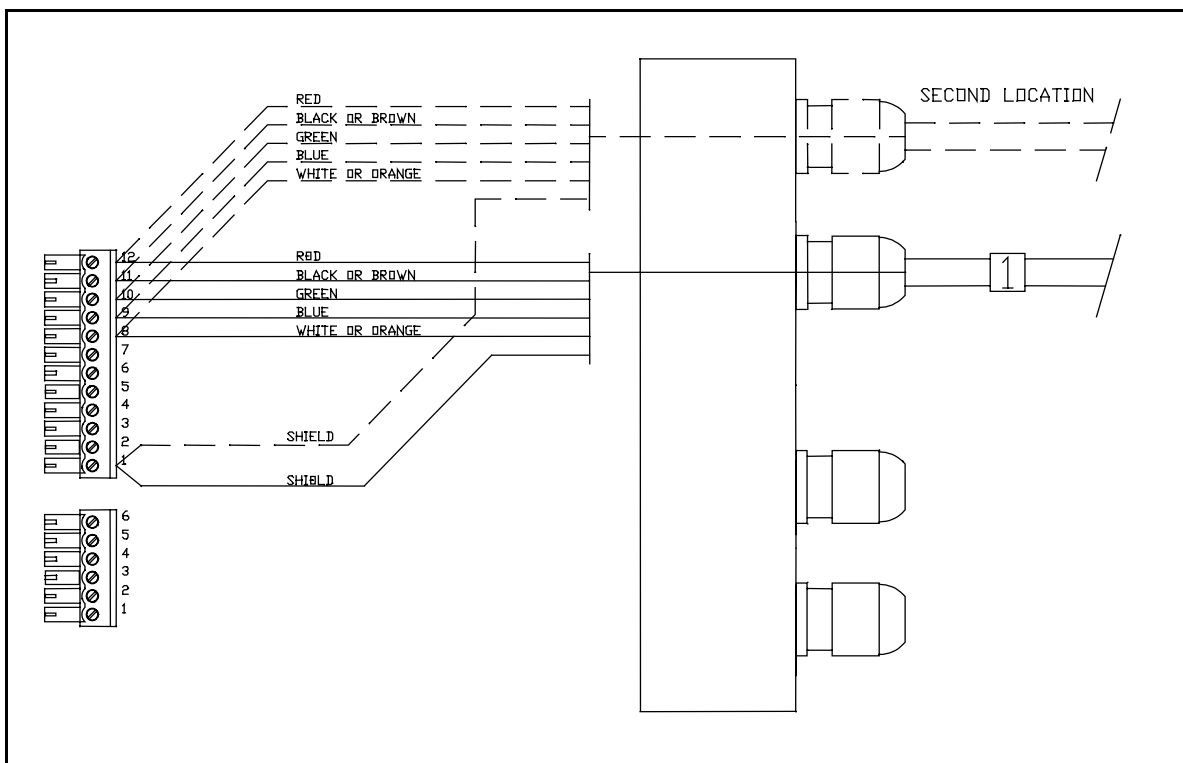 SECOND LOCATION
RED
BLACK OR BROWN
GREEN
BLUE
WHITE OR ORANGE
12 RED
11 BLACK OR BROWN
10 GREEN
9 BLUE
8 WHITE OR ORANGE
1
7
6
5
4
3
2 SHIELD
1
SHIELD
6
5
4
3
2
1